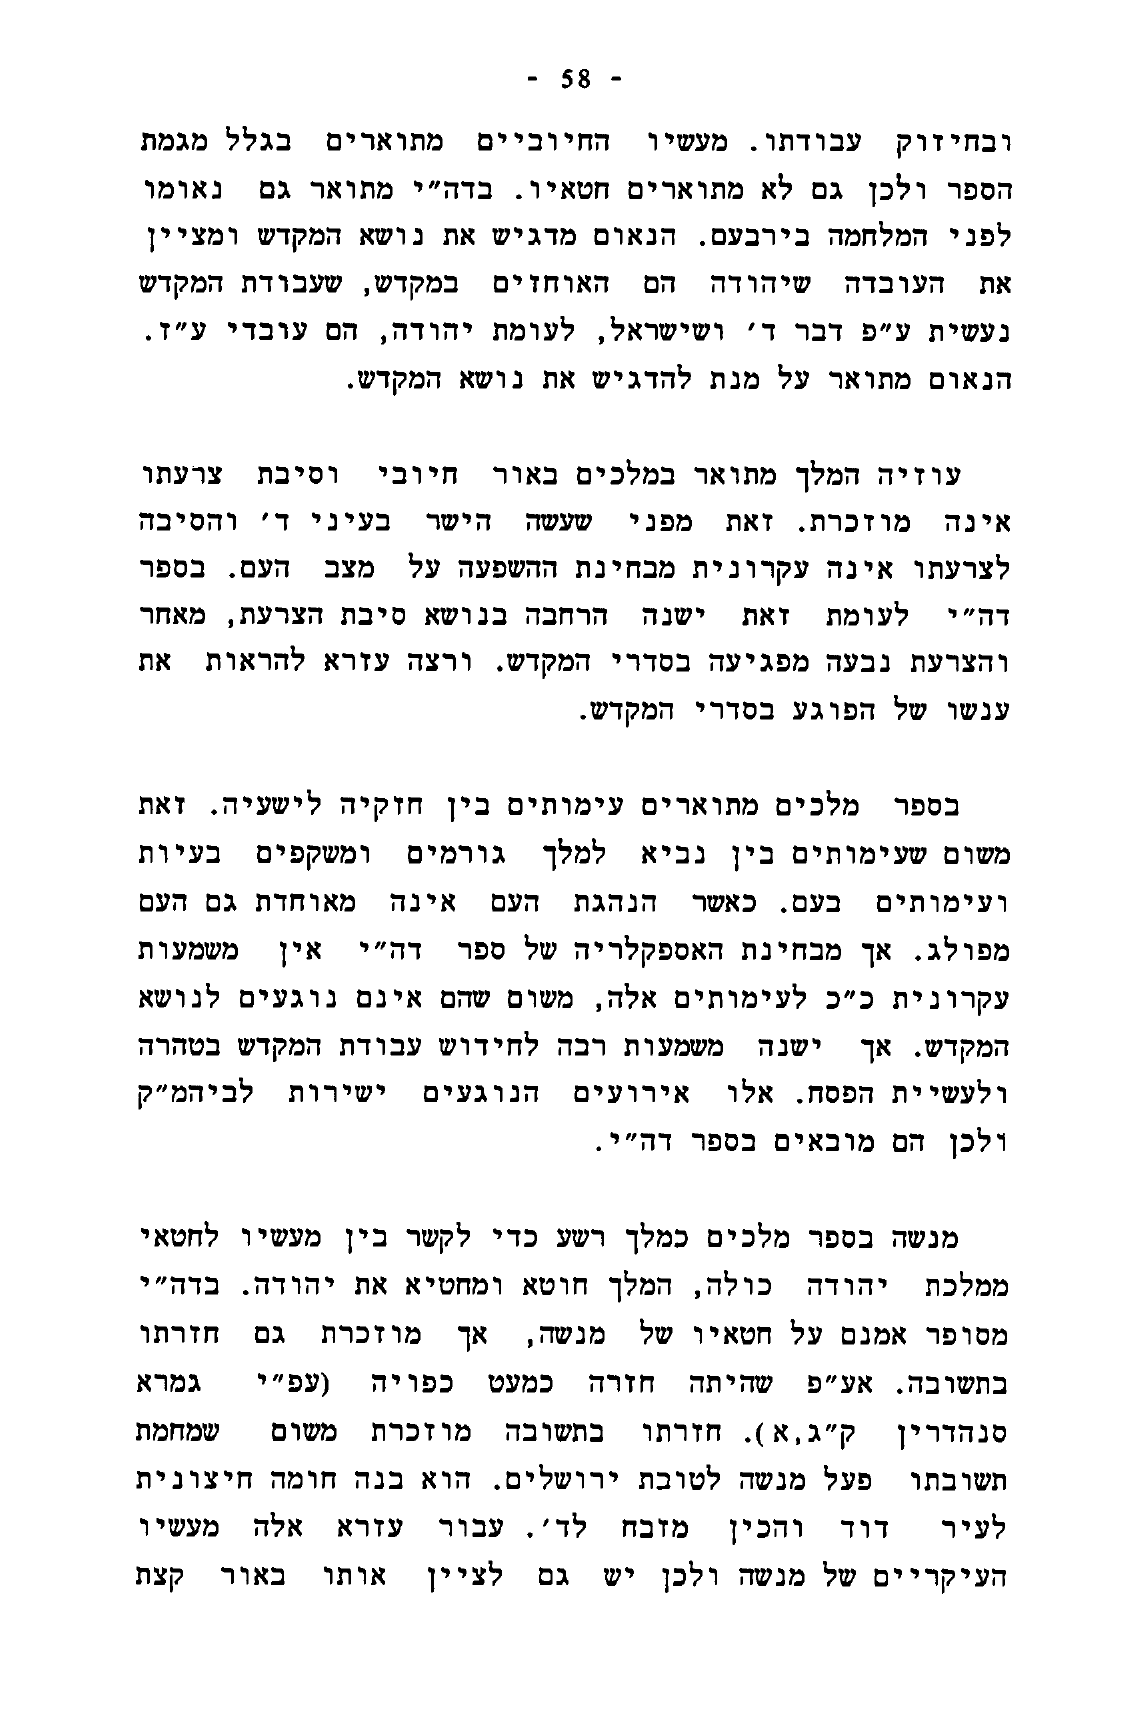 - 58 -
ובחיזוק עבודתו. מעשיו החיוביים מתוארים בגלל מגמת
הספר ולכן גם לא מתוארים חטאיו. בדה"י מתואר גם נאומו
לפני המלחמה בירבעם. הנאום מדגיש את נושא המקדש ומציין
את העובדה שיהודה הם האוחזים במקדש, שעבודת המקדש
נעשית ע"פ דבר ד' ושישראל, לעומת יהודה, הם עובדי ע"ז.
הנאום מתואר על מנת להדגיש את נושא המקדש.
עוזיה המלך מתואר במלכים באור חיובי וסיבת צרעתו
אינה מוזכרת. זאת מפני שעשה הישר בעיני ד' והסיבה
לצרעתו אינה עקרונית מבחינת ההשפעה על מצב העם. בספר
דה"י לעומת זאת ישנה הרחבה בנושא סיבת הצרעת, מאחר
והצרעת נבעה מפגיעה בסדרי המקדש. ורצה עזרא להראות את
ענשו של הפוגע בסדרי המקדש.
בספר מלכים מתוארים עימותים בין חזקיה לישעיה. זאת
משום שעימותים בין נביא למלך גורמים ומשקפים בעיות
ועימותים בעם. כאשר הנהגת העם אינה מאוחדת גם העם
מפולג. אך מבחינת האספקלריה של ספר דה"י אין משמעות
עקרונית כ"כ לעימותים אלה, משום שהם אינם נוגעים לנושא
המקדש. אך ישנה משמעות רבה לחידוש עבודת המקדש בטהרה
ולעשיית הפסח. אלו אירועים הנוגעים ישירות לביהמ"ק
ולכן הם מובאים בספר דה"י.
מנשה בספר מלכים כמלך רשע כדי לקשר בין מעשיו לחטאי
ממלכת יהודה כולה, המלך חוטא ומחטיא את יהודה. בדה"י
מסופר אמנם על חטאיו של מנשה, אך מוזכרת גם חזרתו
בתשובה. אע"פ שהיתה חזרה כמעט כפויה (עפ"י גמרא
סנהדרין ק"ג,א). חזרתו בתשובה מוזכרת משום שמחמת
תשובתו פעל מנשה לטובת ירושלים. הוא בנה חומה חיצונית
לעיר דוד והכין מזבח לד'. עבור עזרא אלה מעשיו
העיקריים של מנשה ולכן יש גם לציין אותו באור קצת